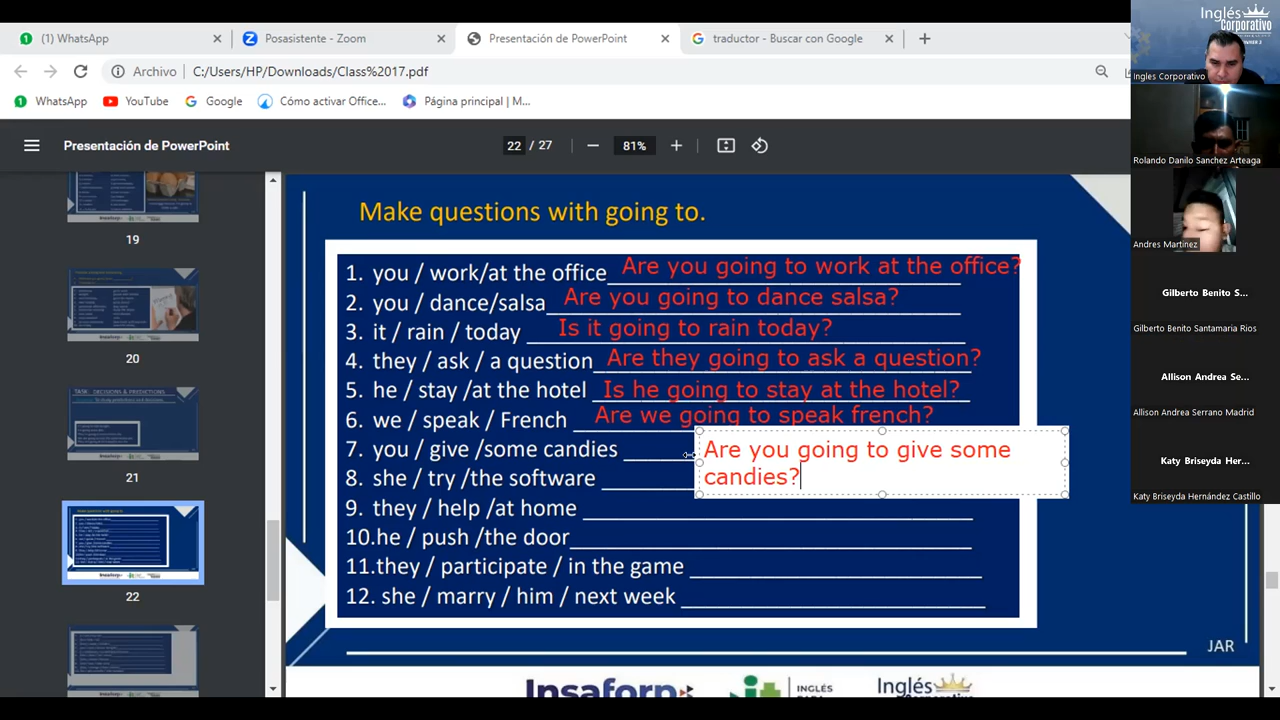 (1) WhatsApp
Posasistente - Zoom
Presentación de PowerPoint
traductor - Buscar con Google
Archivo
C:/Users/HP/Downloads/Class%2017.pdf
WhatsApp
YouTube
Google
Cómo activar Office...
Página principal | M...
Presentación de PowerPoint
22 / 27
81%
19
20
21
22
Make questions with going to.
1. you / work/at the office Are you going to work at the office?
2. you / dance/salsa Are you going to dance salsa?
3. it / rain / today Is it going to rain today?
4. they / ask / a question Are they going to ask a question?
5. he / stay /at the hotel Is he going to stay at the hotel?
6. we / speak / French Are we going to speak french?
7. you / give /some candies Are you going to give some
candies?
8. she / try /the software
9. they / help /at home
10.he / push /the door
11.they / participate / in the game
12. she / marry / him / next week
JAR
Insaforp
INGLÉS
Inglés
Corporativo
Inglés
Corporativo
Ingles Corporativo
Rolando Danilo Sanchez Arteaga
Andres Martinez
Gilberto Benito S...
Gilberto Benito Santamaria Rios
Allison Andrea Se...
Allison Andrea Serrano Madrid
Katy Briseyda Her...
Katy Briseyda Hernández Castillo